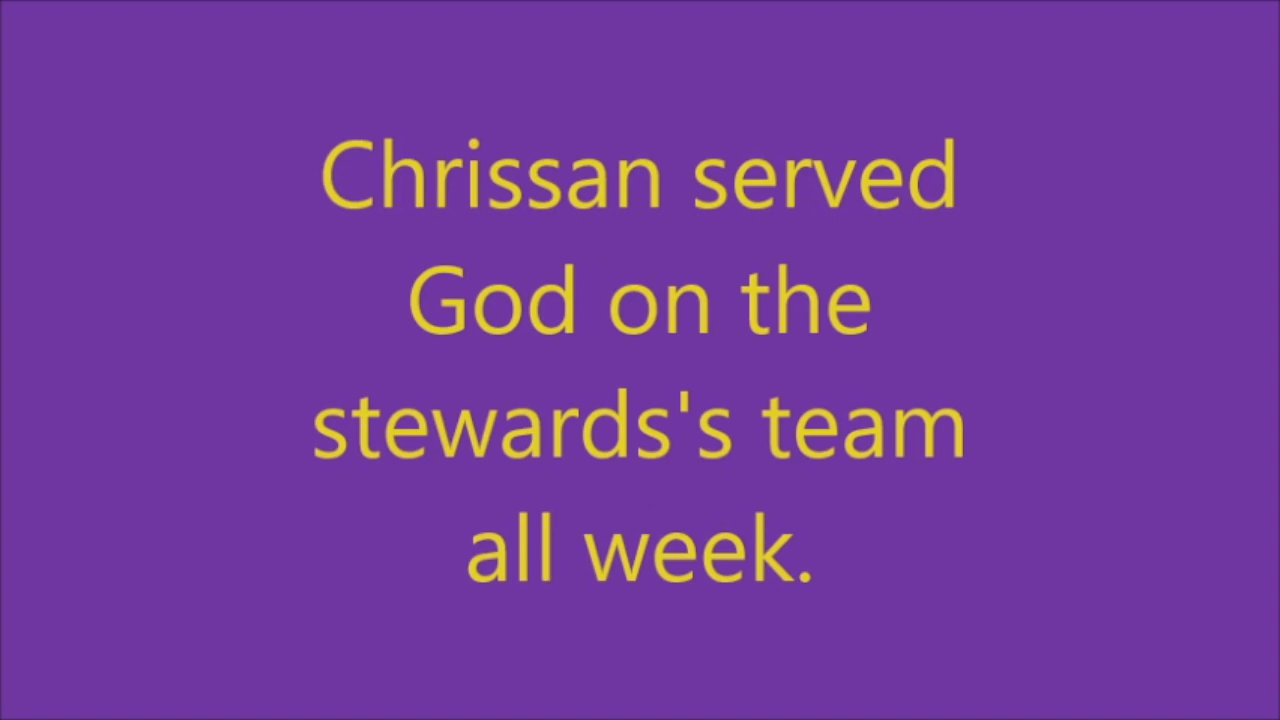 Chrissan served
God on the
stewards's team
all week.